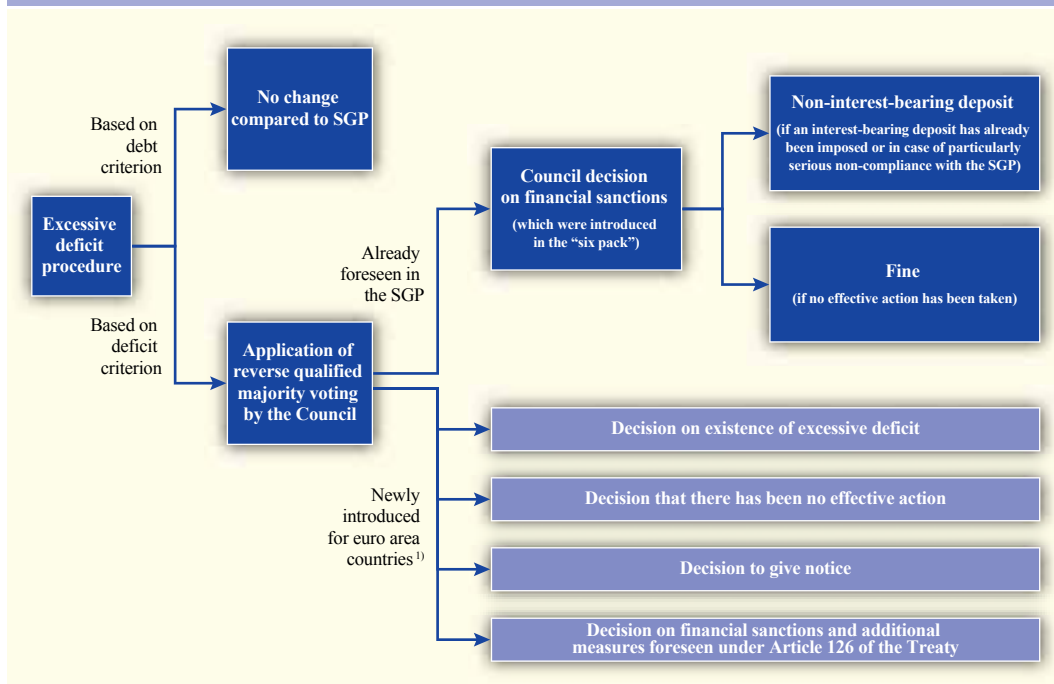 No change
compared to SGP
Based on
debt
criterion
Excessive
deficit
procedure
Based on
deficit
criterion
Application of
reverse qualified
majority voting
by the Council
Already
foreseen in
the SGP
Council decision
on financial sanctions
(which were introduced
in the “six pack”)
Non-interest-bearing deposit
(if an interest-bearing deposit has already
been imposed or in case of particularly
serious non-compliance with the SGP)
Fine
(if no effective action has been taken)
Newly
introduced
for euro area
countries 1)
Decision on existence of excessive deficit
Decision that there has been no effective action
Decision to give notice
Decision on financial sanctions and additional
measures foreseen under Article 126 of the Treaty